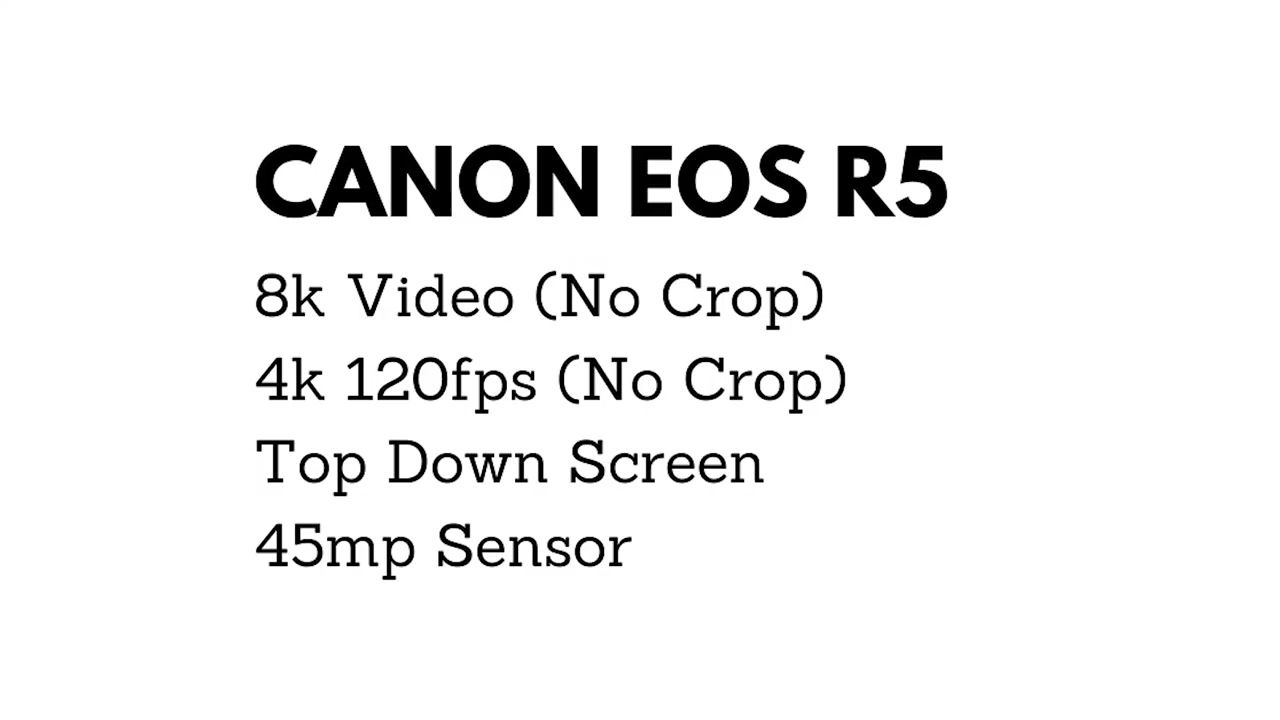 CANON EOS R5
8k Video (No Crop)
4k 120fps (No Crop)
Top Down Screen
45mp Sensor